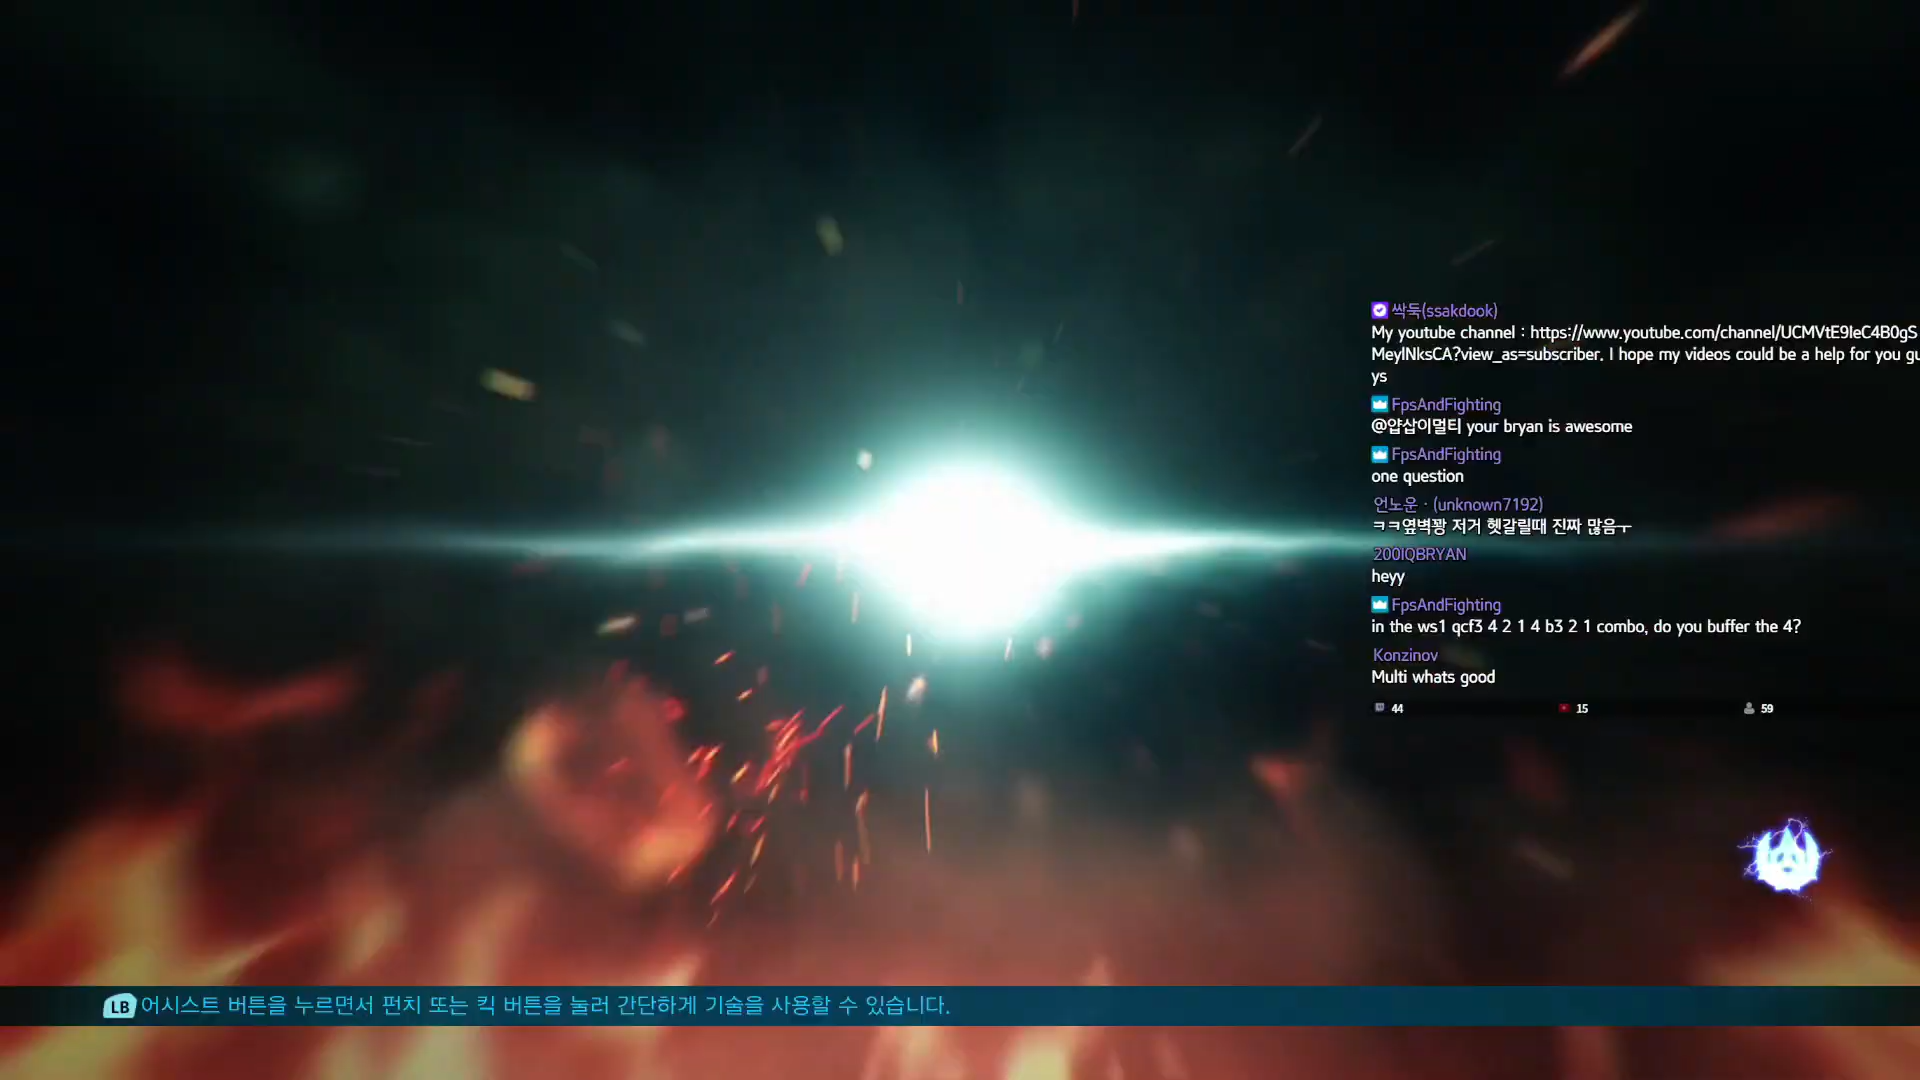 싹둑(ssakdook)
My youtube channel : https://www.youtube.com/channel/UCMVtE9IeC4B0gS
MeylNksCA?view_as=subscriber. I hope my videos could be a help for you gu
ys
FpsAndFighting
@얍삽이멀티 your bryan is awesome
FpsAndFighting
one question
언노운 · (unknown7192)
ㅋㅋ옆벽꽝 저거 헷갈릴때 진짜 많음ㅜ
200IQBRYAN
heyy
FpsAndFighting
in the ws1 qcf3 4 2 1 4 b3 2 1 combo, do you buffer the 4?
Konzinov
Multi whats good
44 15 59
LB 어시스트 버튼을 누르면서 펀치 또는 킥 버튼을 눌러 간단하게 기술을 사용할 수 있습니다.